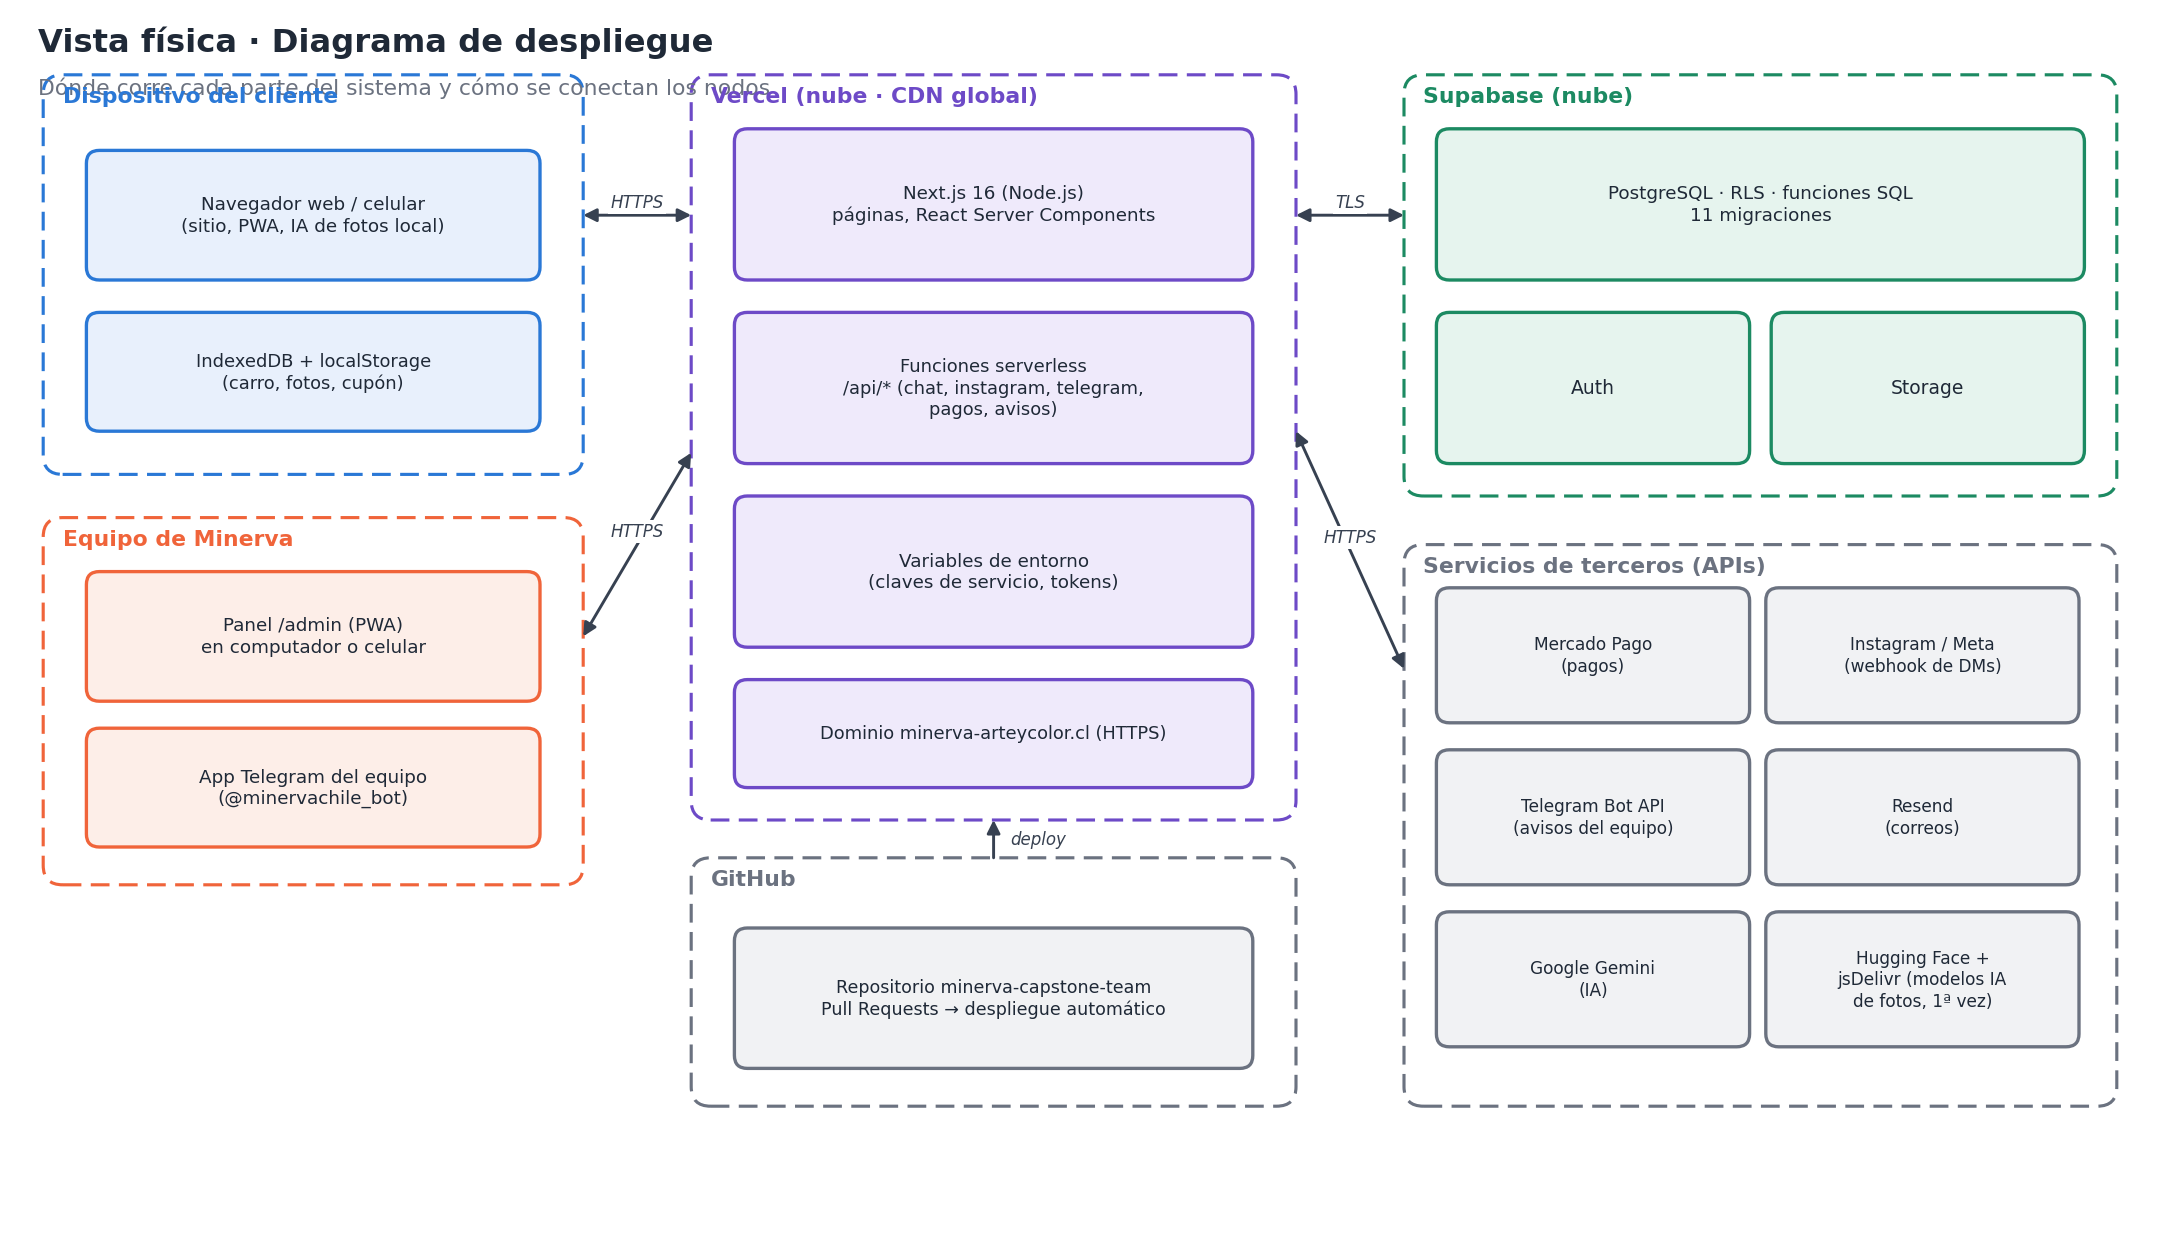 Vista física · Diagrama de despliegue
Dónde corre cada parte del sistema y cómo se conectan los nodos
Dispositivo del cliente
Navegador web / celular
(sitio, PWA, IA de fotos local)
IndexedDB + localStorage
(carro, fotos, cupón)
Equipo de Minerva
Panel /admin (PWA)
en computador o celular
App Telegram del equipo
(@minervachile_bot)
HTTPS
HTTPS
Vercel (nube · CDN global)
Next.js 16 (Node.js)
páginas, React Server Components
Funciones serverless
/api/* (chat, instagram, telegram,
pagos, avisos)
Variables de entorno
(claves de servicio, tokens)
Dominio minerva-arteycolor.cl (HTTPS)
deploy
GitHub
Repositorio minerva-capstone-team
Pull Requests → despliegue automático
TLS
HTTPS
Supabase (nube)
PostgreSQL · RLS · funciones SQL
11 migraciones
Auth
Storage
Servicios de terceros (APIs)
Mercado Pago
(pagos)
Instagram / Meta
(webhook de DMs)
Telegram Bot API
(avisos del equipo)
Resend
(correos)
Google Gemini
(IA)
Hugging Face +
jsDelivr (modelos IA
de fotos, 1ª vez)